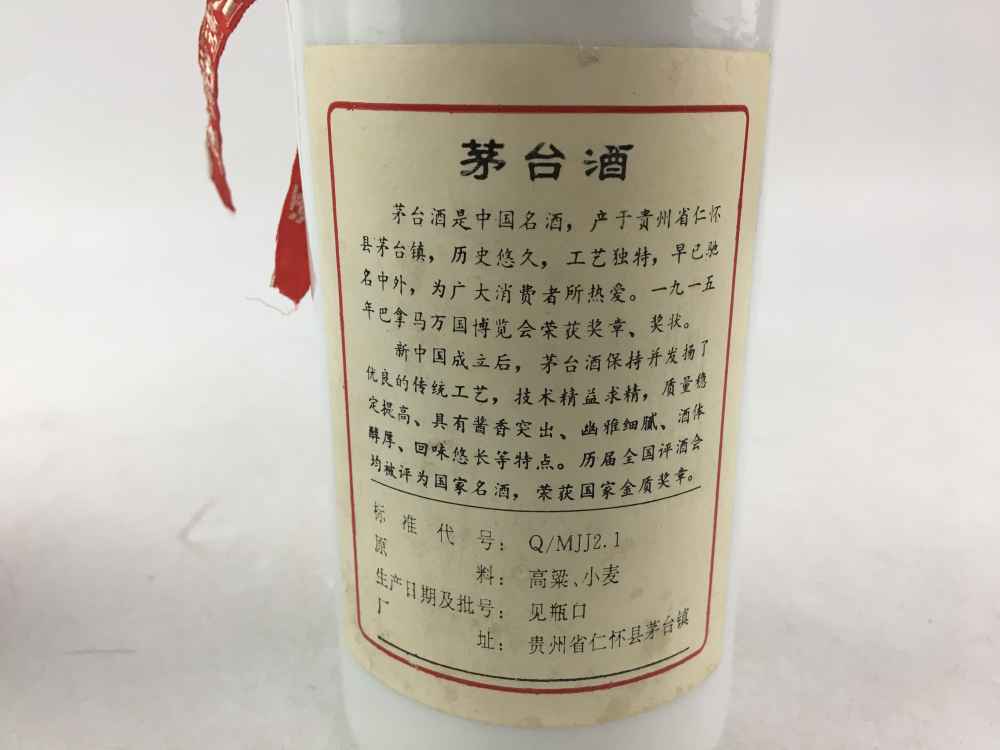 茅台酒
茅台酒是中国名酒，产于贵州省仁怀
县茅台镇，历史悠久，工艺独特，早已驰
名中外，为广大消费者所热爱。一九一五
年巴拿马万国博览会荣获奖章、奖状。
新中国成立后，茅台酒保持并发扬了
优良的传统工艺，技术精益求精，质量稳
定提高、具有酱香突出、幽雅细腻、酒体
醇厚、回味悠长等特点。历届全国评酒会
均被评为国家名酒，荣获国家金质奖章。
标准代号：Q/MJJ2.1
原料：高粱、小麦
生产日期及批号：见瓶口
厂址：贵州省仁怀县茅台镇